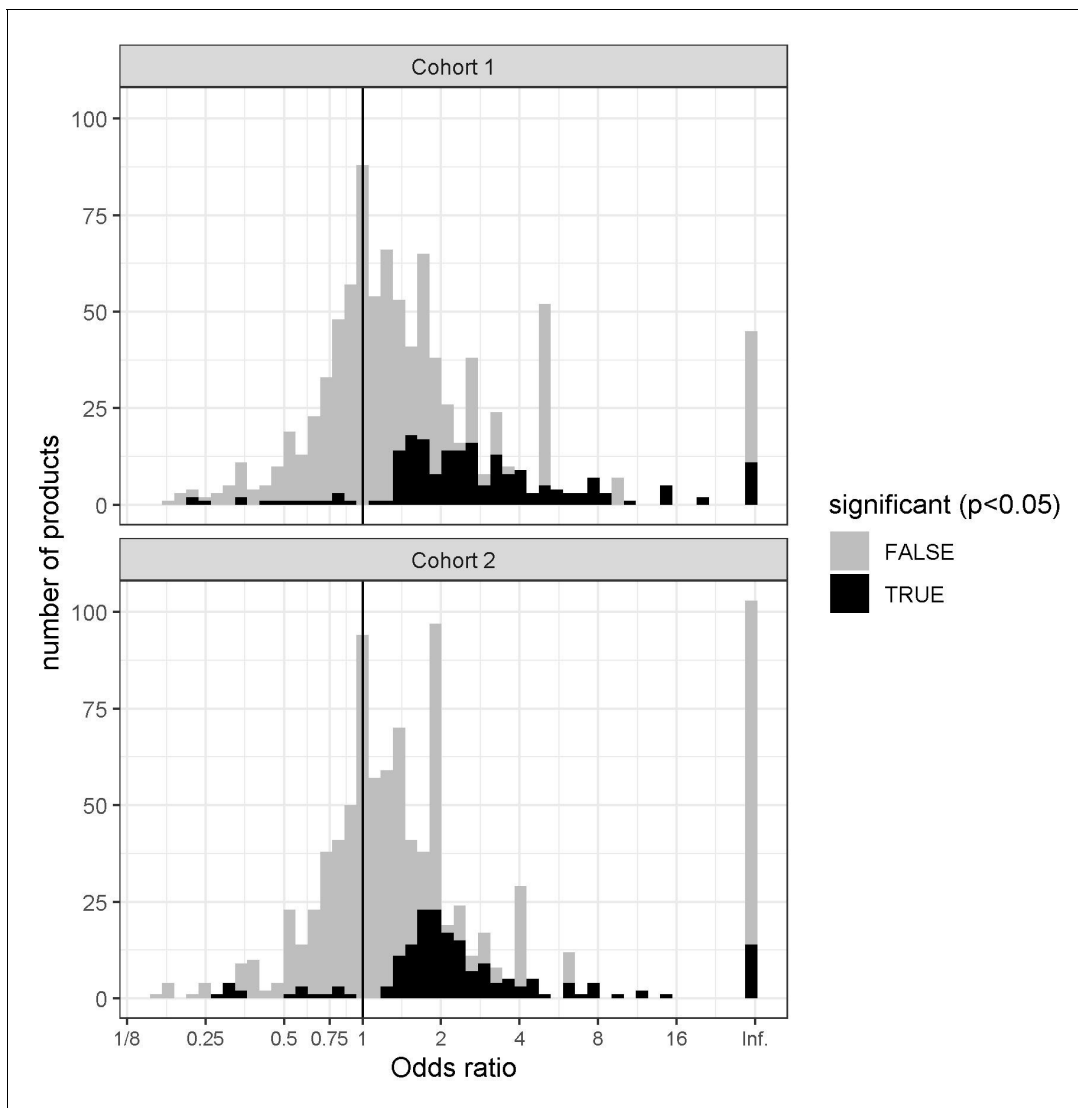 Cohort 1
100
75
50
25
0
Cohort 2
100
75
50
25
0
1/8 0.25 0.5 0.75 1 2 4 8 16 Inf.
Odds ratio
number of products
significant (p<0.05)
FALSE
TRUE